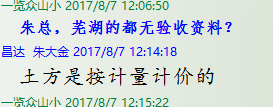 一览众山小 2017/8/7 12:06:50
朱总，芜湖的都无验收资料？
昌达 朱大金 2017/8/7 12:14:18
土方是按计量计价的
一览众山小 2017/8/7 12:15:22